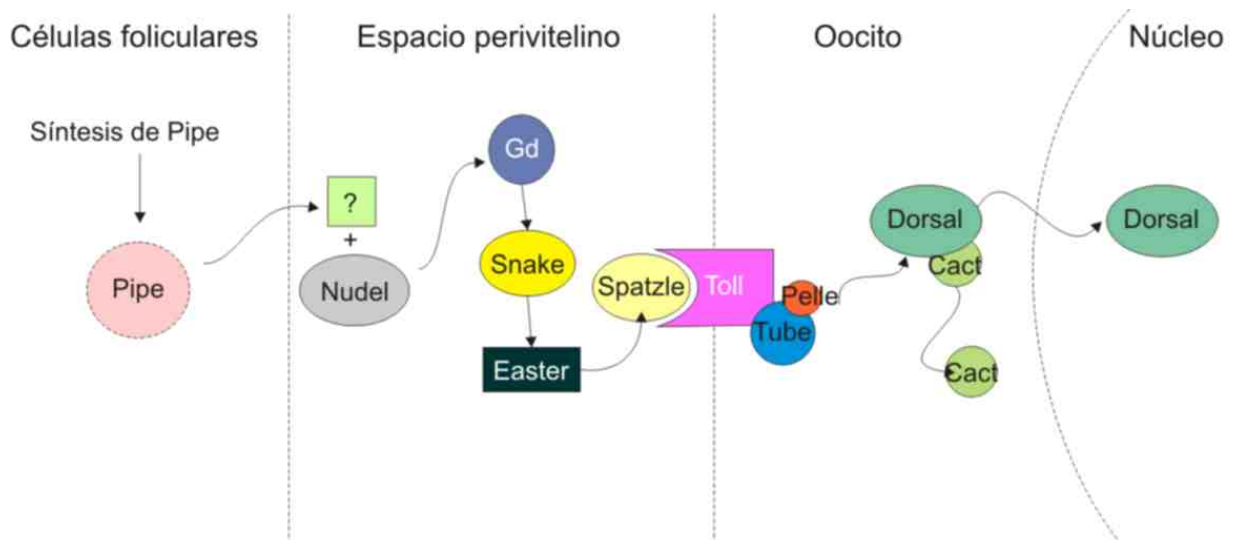 Células foliculares
Espacio perivitelino
Oocito
Núcleo
Síntesis de Pipe
Pipe
?
+
Nudel
Gd
Snake
Easter
Spatzle
Toll
Pelle
Tube
Dorsal
Cact
Cact
Dorsal